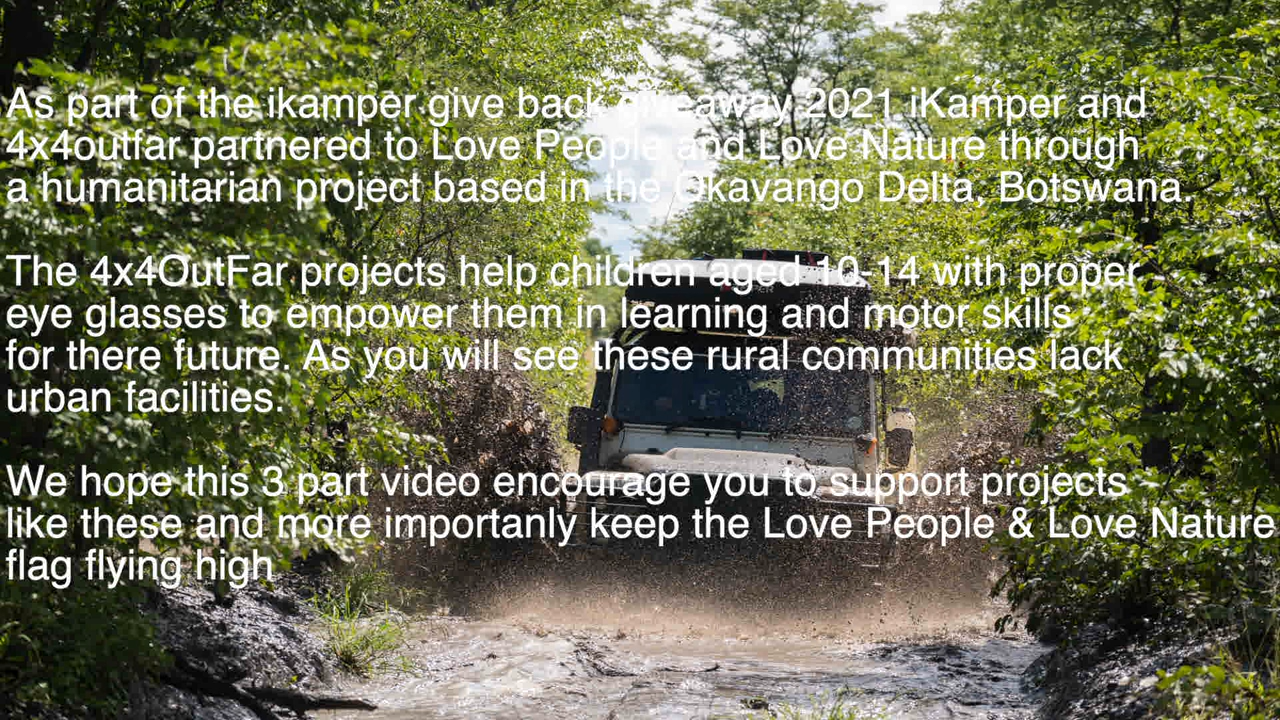 As part of the ikamper give back giveaway 2021 iKamper and
4x4outfar partnered to Love People and Love Nature through
a humanitarian project based in the Okavango Delta, Botswana.
The 4x4OutFar projects help children aged 10-14 with proper
eye glasses to empower them in learning and motor skills
for there future. As you will see these rural communities lack
urban facilities.
We hope this 3 part video encourage you to support projects
like these and more importanly keep the Love People & Love Nature
flag flying high